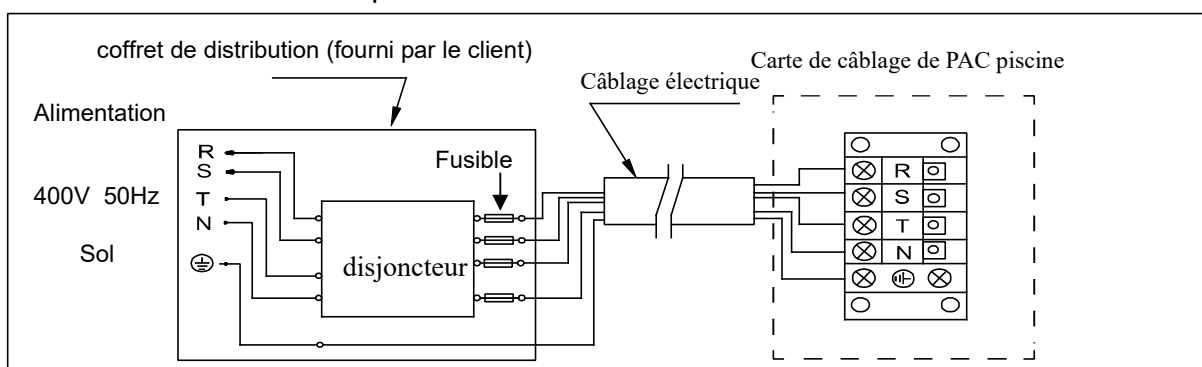 coffret de distribution (fourni par le client)
Carte de câblage de PAC piscine
Câblage électrique
Alimentation
R
S
T
N
Fusible
400V 50Hz
Sol
disjoncteur
R
S
T
N